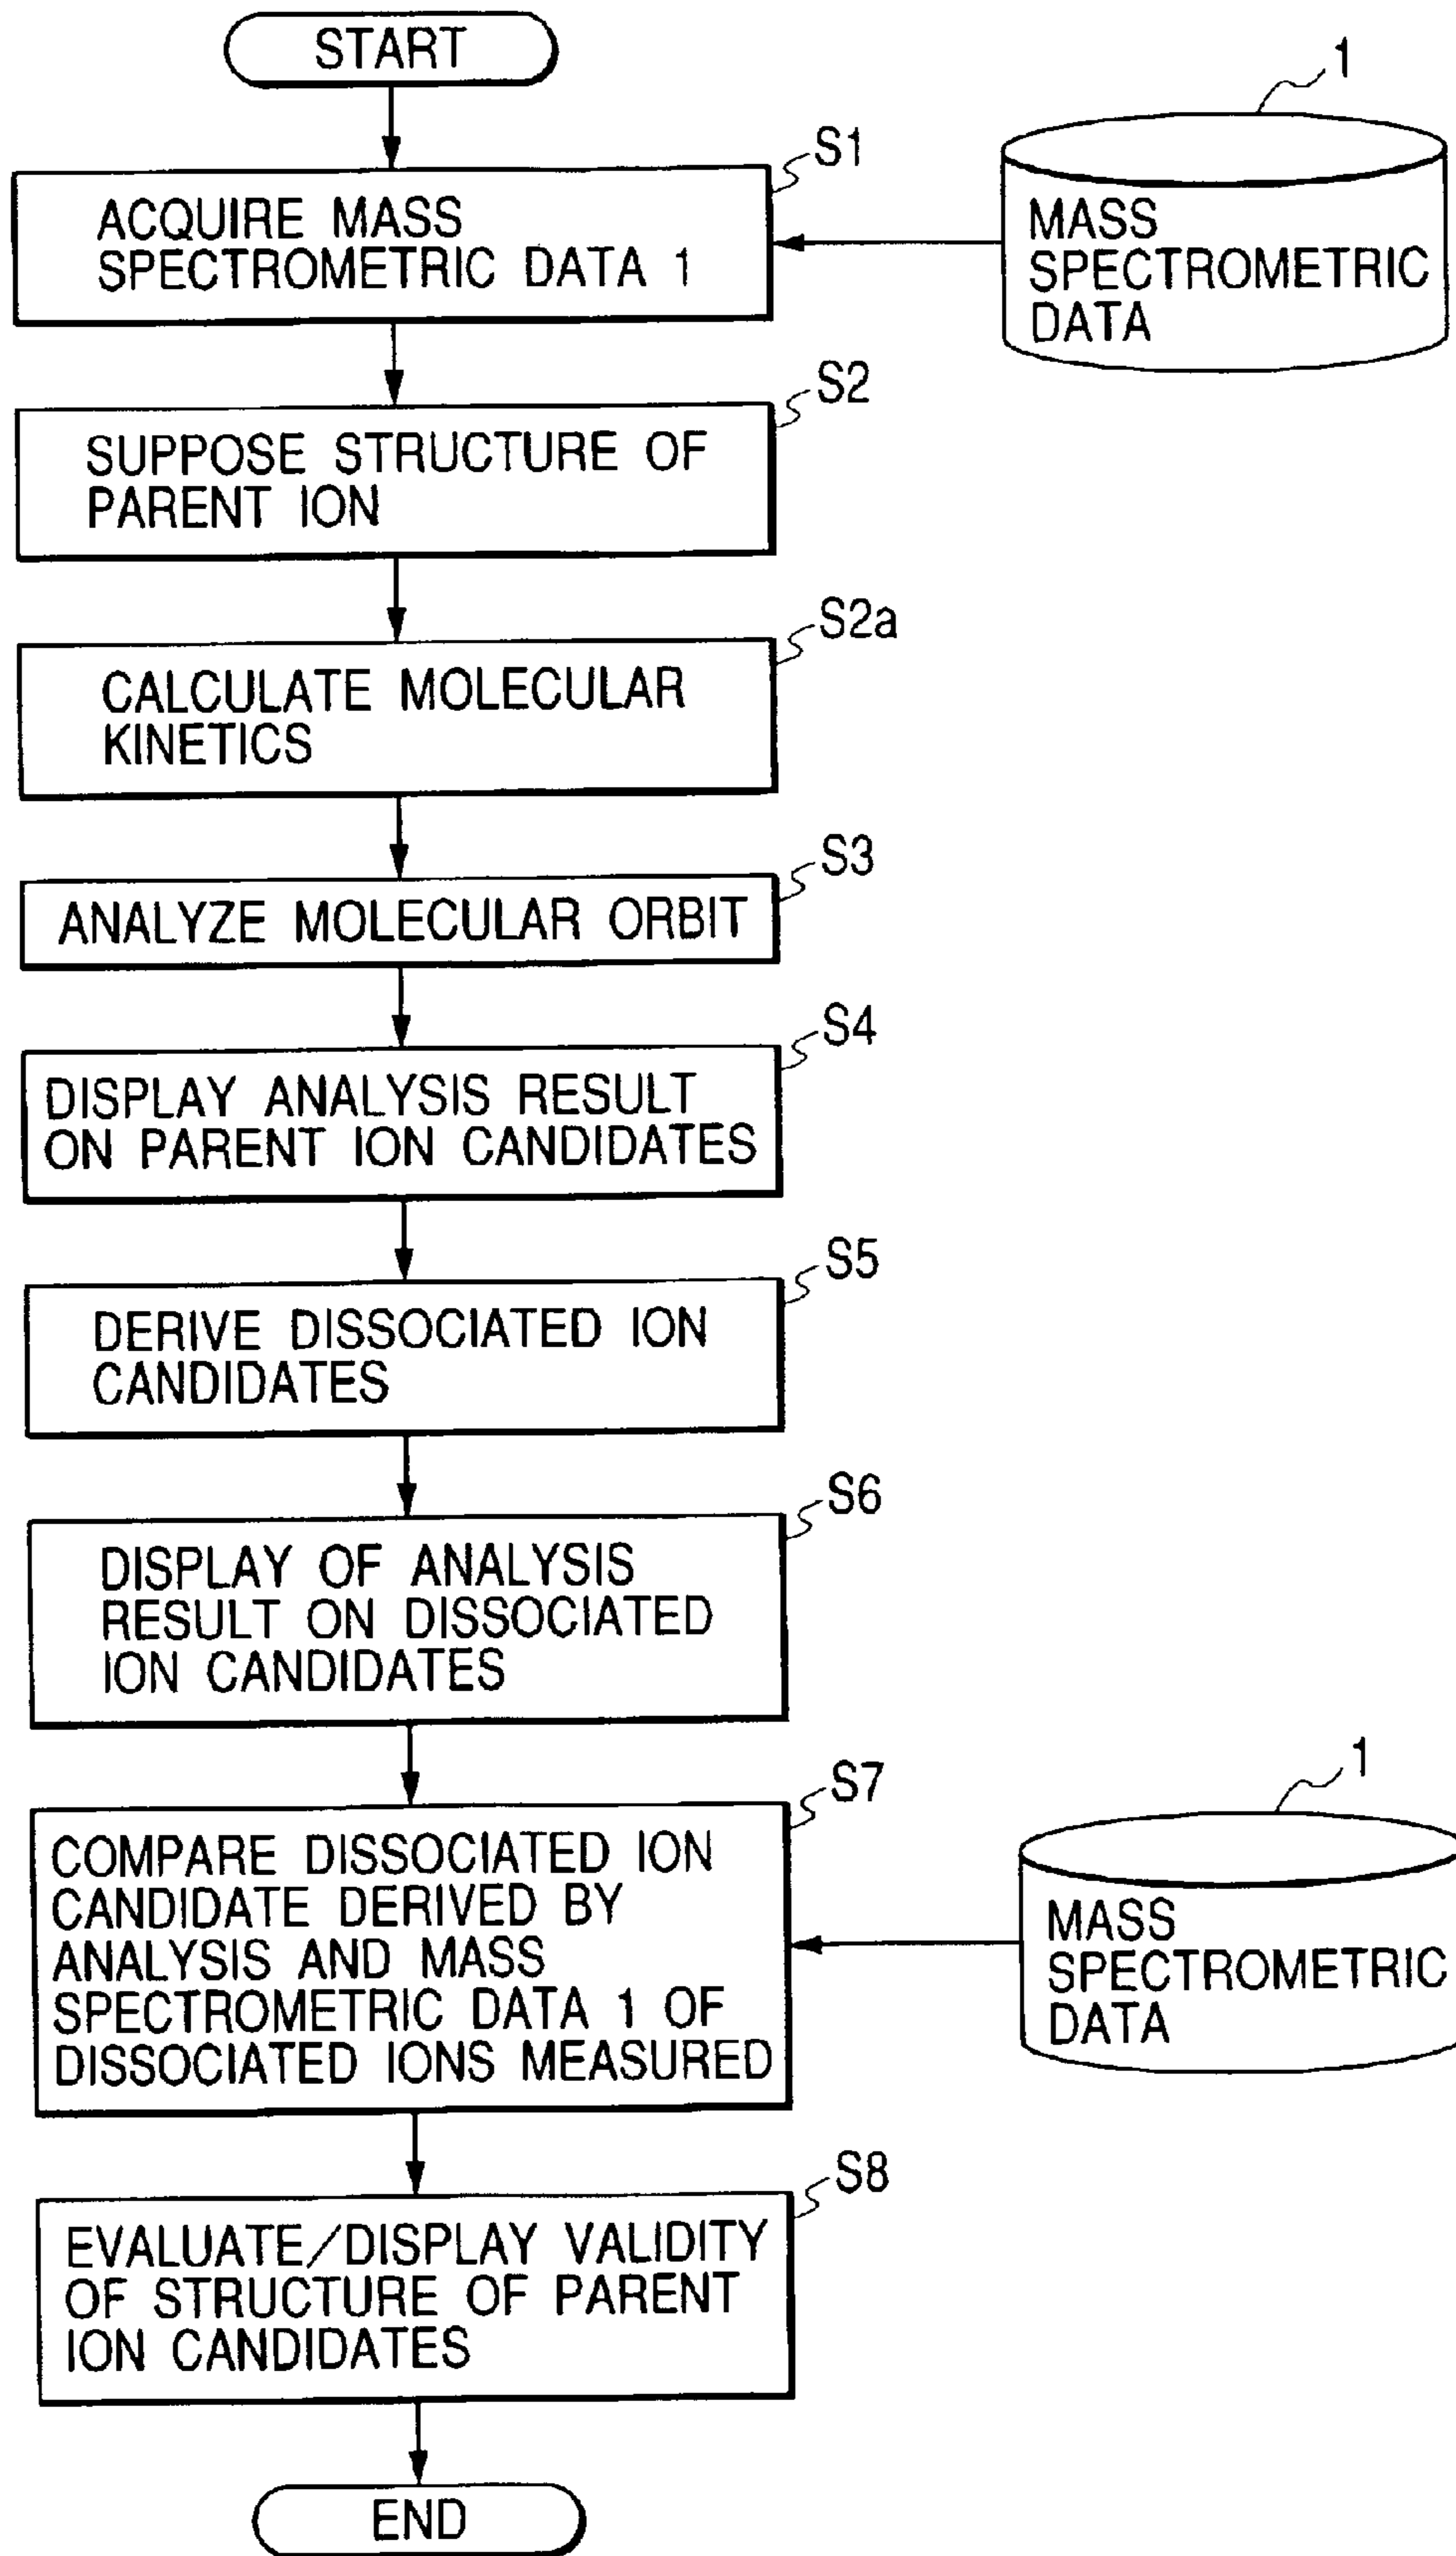 START
1
S1
ACQUIRE MASS
SPECTROMETRIC DATA 1
MASS
SPECTROMETRIC
DATA
S2
SUPPOSE STRUCTURE OF
PARENT ION
S2a
CALCULATE MOLECULAR
KINETICS
S3
ANALYZE MOLECULAR ORBIT
S4
DISPLAY ANALYSIS RESULT
ON PARENT ION CANDIDATES
S5
DERIVE DISSOCIATED ION
CANDIDATES
S6
DISPLAY OF ANALYSIS
RESULT ON DISSOCIATED
ION CANDIDATES
S7
COMPARE DISSOCIATED ION
CANDIDATE DERIVED BY
ANALYSIS AND MASS
SPECTROMETRIC DATA 1 OF
DISSOCIATED IONS MEASURED
1
MASS
SPECTROMETRIC
DATA
S8
EVALUATE/DISPLAY VALIDITY
OF STRUCTURE OF PARENT
ION CANDIDATES
END